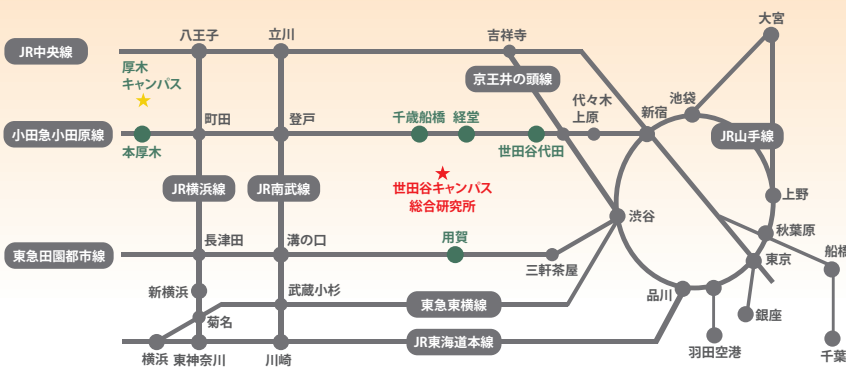 大宮
八王子
立川
吉祥寺
JR中央線
厚木
キャンパス
京王井の頭線
代々木
上原
池袋
新宿
小田急小田原線
町田
登戸
千歳船橋
経堂
JR山手線
本厚木
世田谷代田
JR横浜線
JR南武線
世田谷キャンパス
総合研究所
上野
渋谷
秋葉原
東急田園都市線
長津田
溝の口
用賀
三軒茶屋
船橋
東京
新横浜
武蔵小杉
東急東横線
品川
菊名
銀座
JR東海道本線
横浜
東神奈川
川崎
羽田空港
千葉